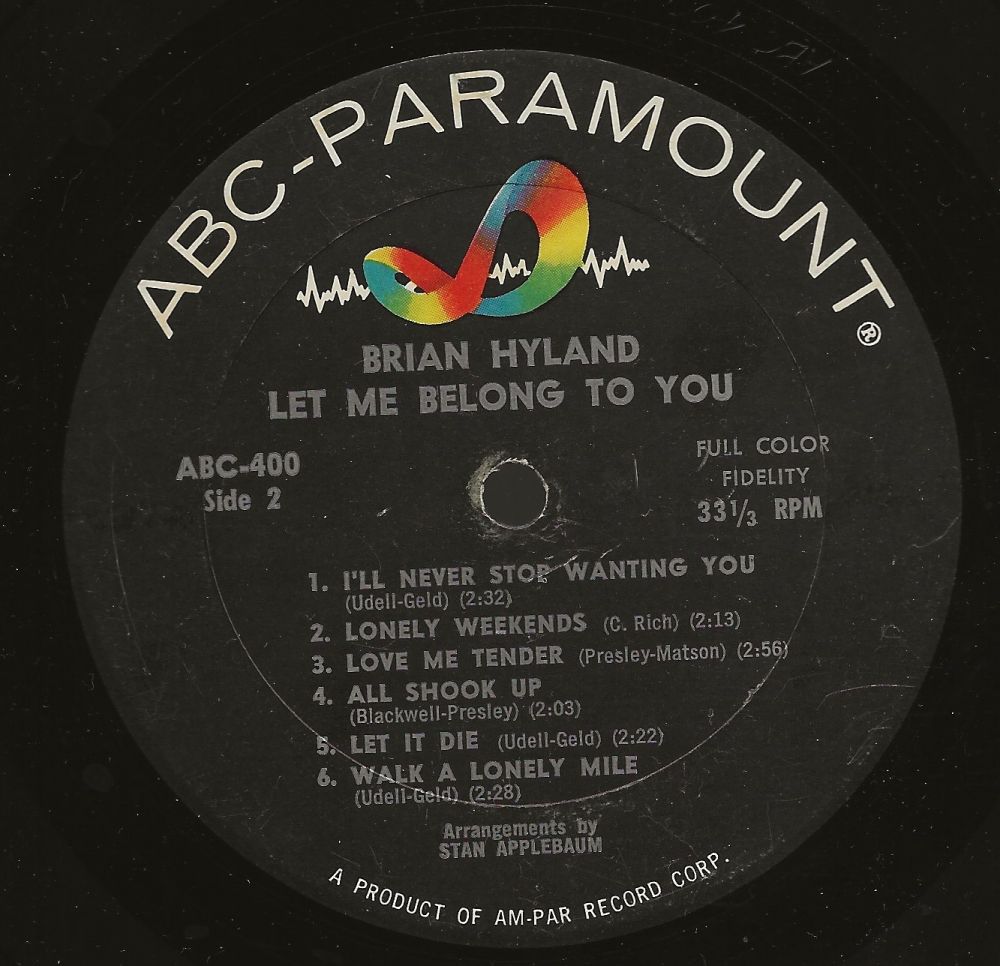 ABC-PARAMOUNT®
BRIAN HYLAND
LET ME BELONG TO YOU
ABC-400
Side 2
FULL COLOR
FIDELITY
33 1/3 RPM
1. I'LL NEVER STOP WANTING YOU
(Udell-Geld) (2:32)
2. LONELY WEEKENDS (C. Rich) (2:13)
3. LOVE ME TENDER (Presley-Matson) (2:56)
4. ALL SHOOK UP
(Blackwell-Presley) (2:03)
5. LET IT DIE (Udell-Geld) (2:22)
6. WALK A LONELY MILE
(Udell-Geld) (2:28)
Arrangements by
STAN APPLEBAUM
A PRODUCT OF AM-PAR RECORD CORP.